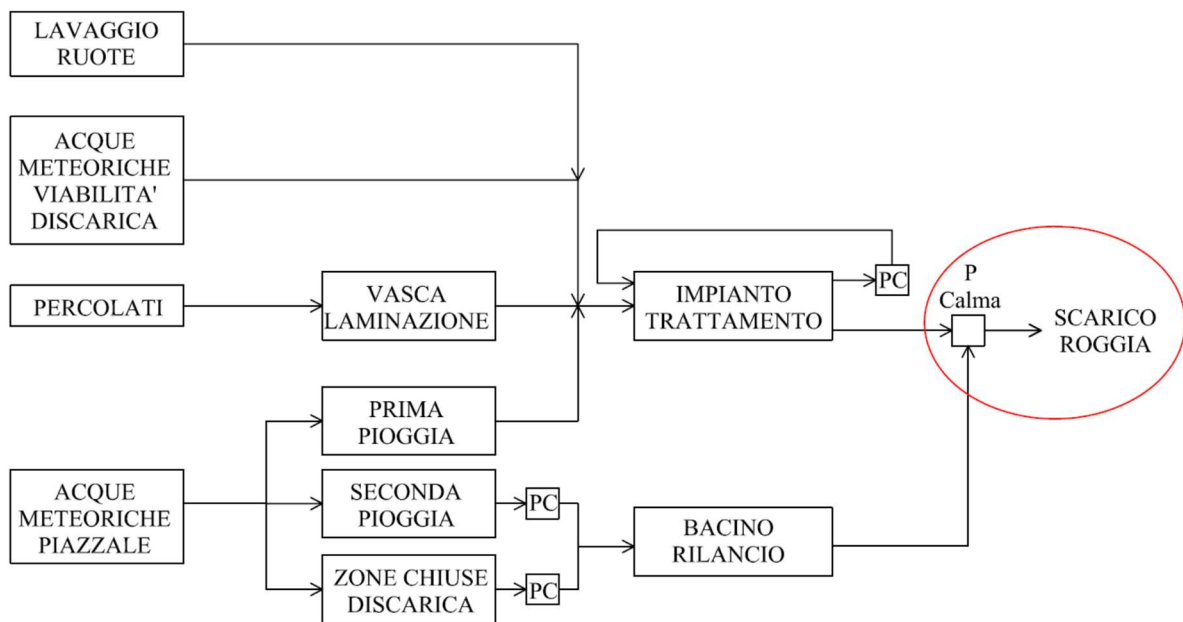 LAVAGGIO
RUOTE
ACQUE
METEORICHE
VIABILITA'
DISCARICA
PERCOLATI
VASCA
LAMINAZIONE
IMPIANTO
TRATTAMENTO
PC
P
Calma
SCARICO
ROGGIA
PRIMA
PIOGGIA
ACQUE
METEORICHE
PIAZZALE
SECONDA
PIOGGIA
PC
ZONE CHIUSE
DISCARICA
PC
BACINO
RILANCIO